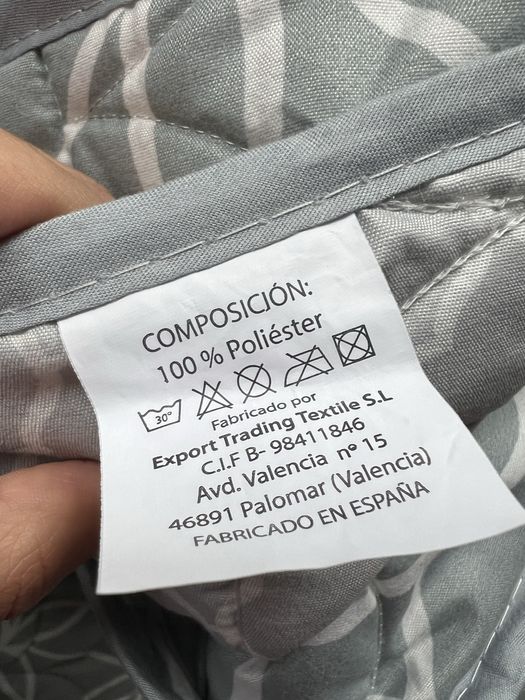 COMPOSICIÓN:
100 % Poliéster
30°
Fabricado por
Export Trading Textile S.L
C.I.F B- 98411846
Avd. Valencia nº 15
46891 Palomar (Valencia)
FABRICADO EN ESPAÑA